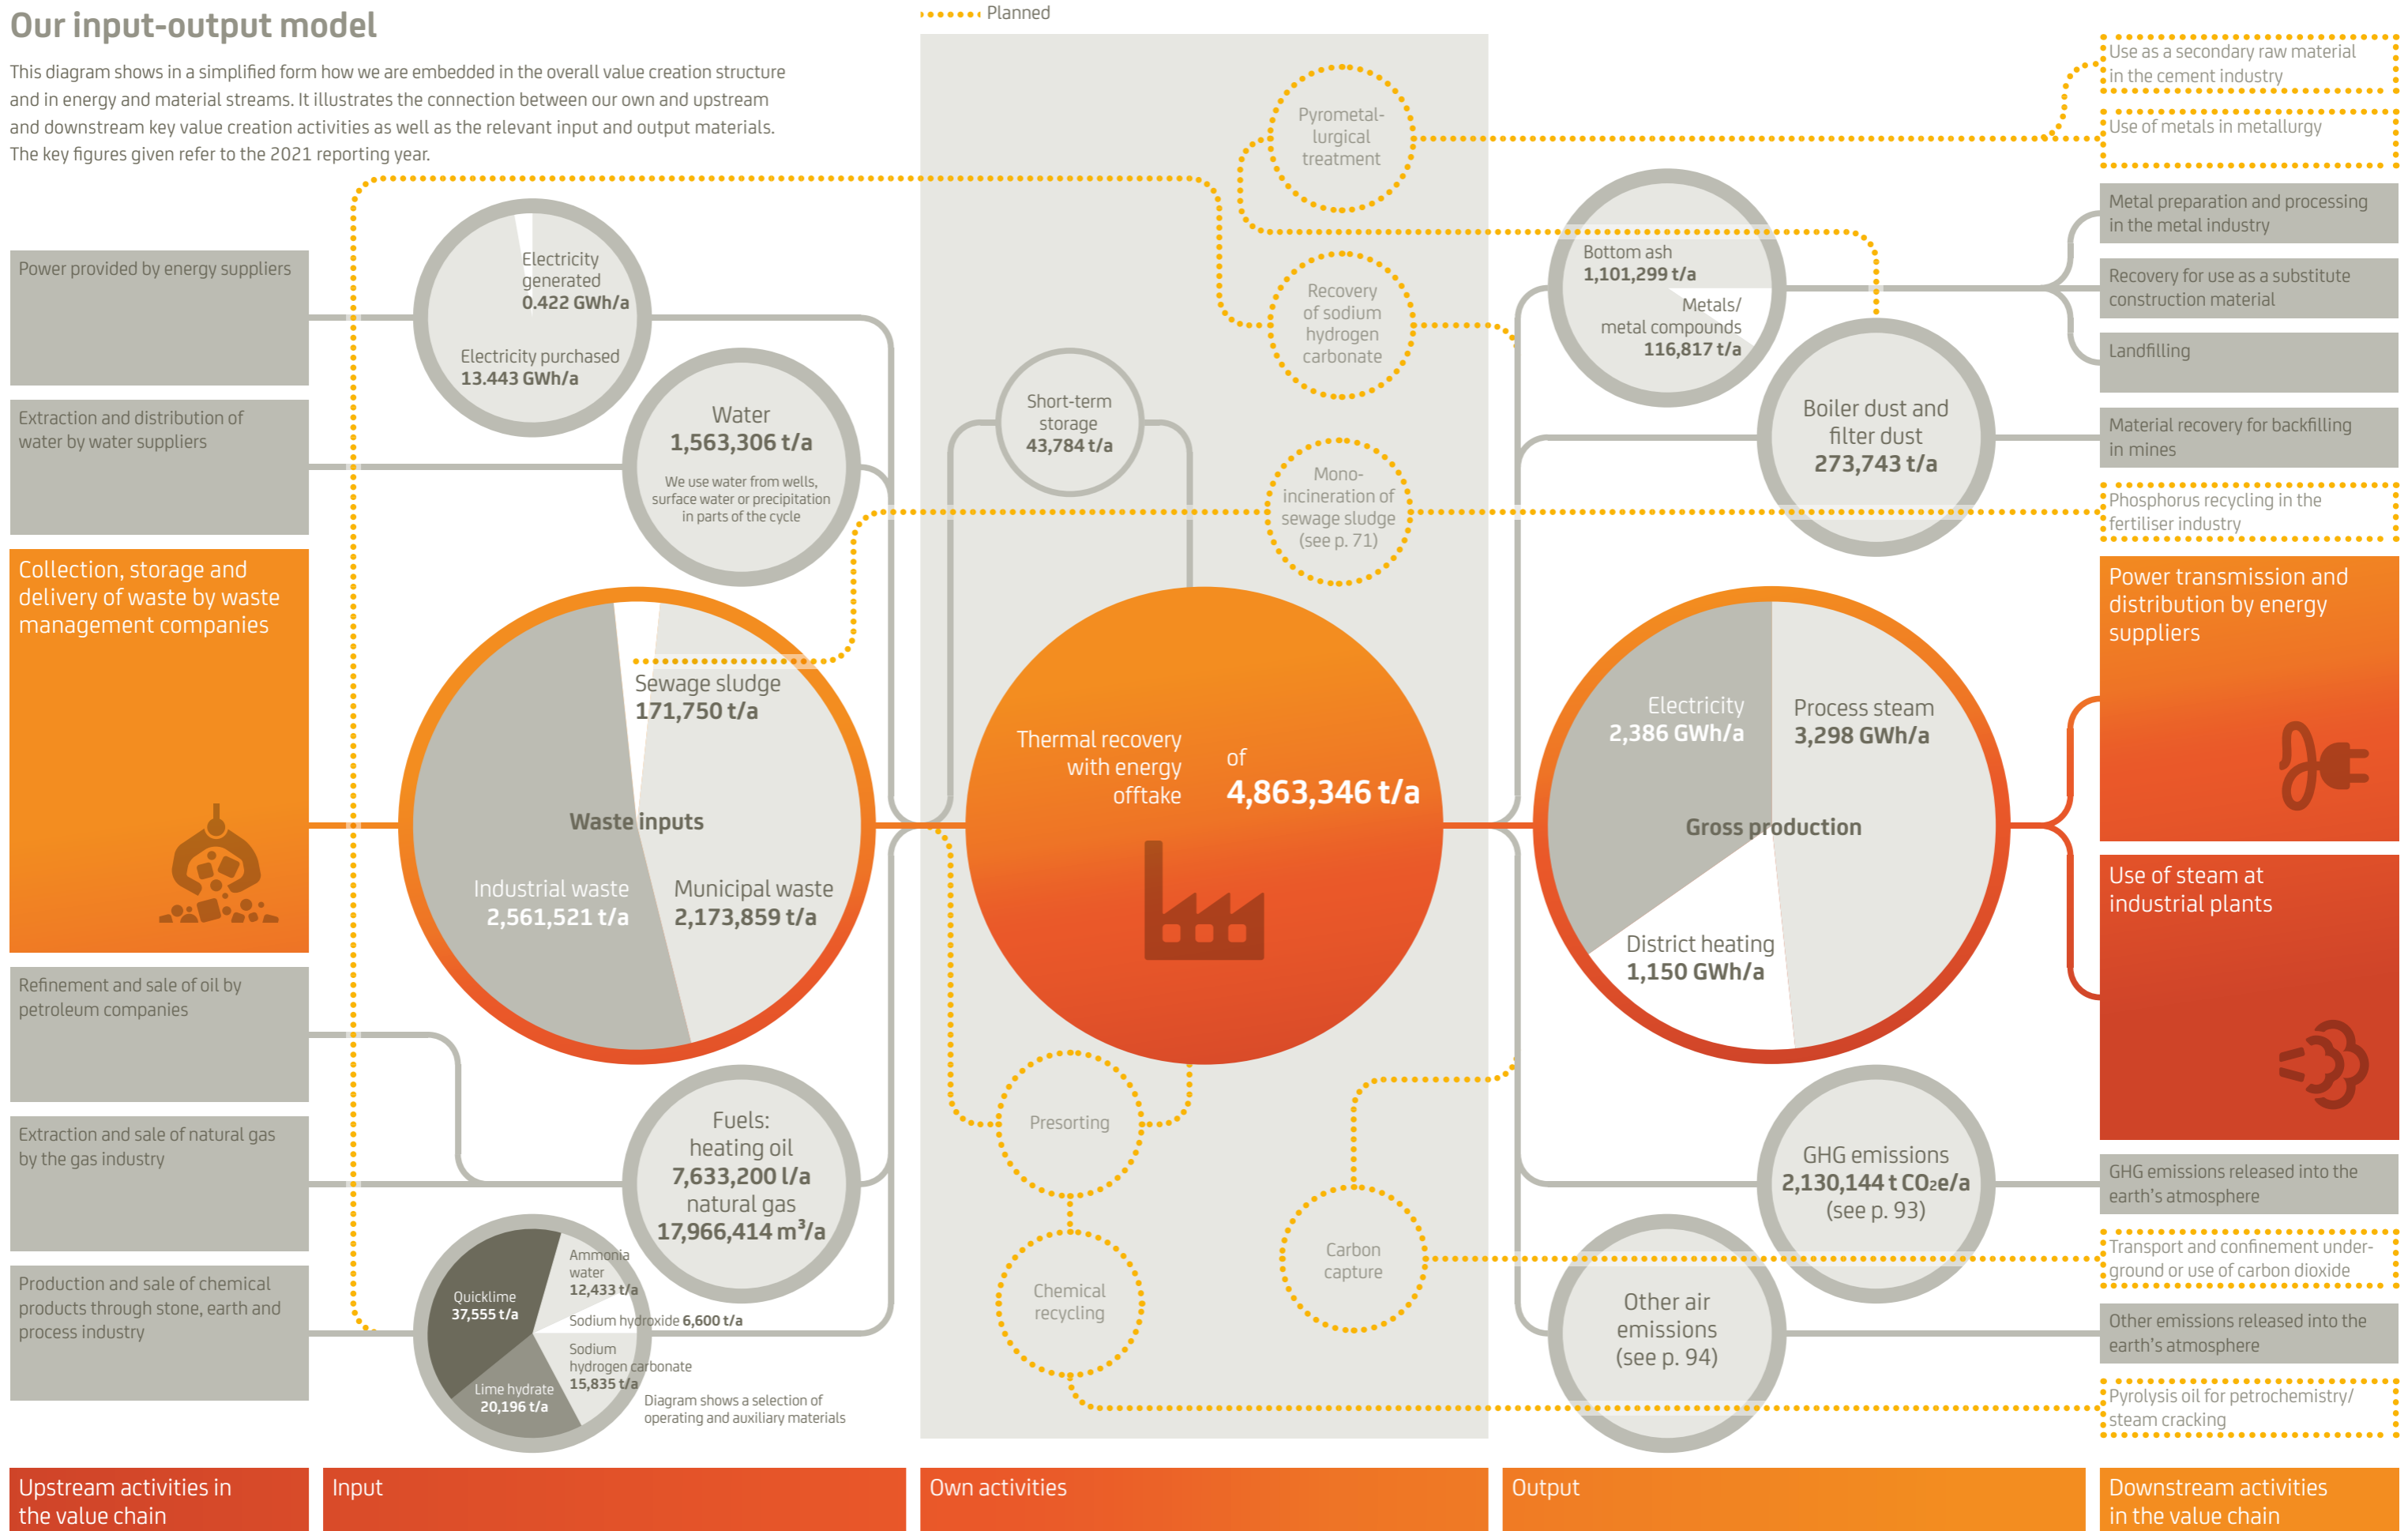 Our input-output model
This diagram shows in a simplified form how we are embedded in the overall value creation structure
and in energy and material streams. It illustrates the connection between our own and upstream
and downstream key value creation activities as well as the relevant input and output materials.
The key figures given refer to the 2021 reporting year.
Planned
Power provided by energy suppliers
Extraction and distribution of
water by water suppliers
Collection, storage and
delivery of waste by waste
management companies
Refinement and sale of oil by
petroleum companies
Extraction and sale of natural gas
by the gas industry
Production and sale of chemical
products through stone, earth and
process industry
Electricity
generated
0.422 GWh/a
Electricity purchased
13.443 GWh/a
Water
1,563,306 t/a
We use water from wells,
surface water or precipitation
in parts of the cycle
Sewage sludge
171,750 t/a
Waste inputs
Industrial waste
2,561,521 t/a
Municipal waste
2,173,859 t/a
Fuels:
heating oil
7,633,200 l/a
natural gas
17,966,414 m³/a
Quicklime
37,555 t/a
Ammonia
water
12,433 t/a
Sodium hydroxide 6,600 t/a
Sodium
hydrogen carbonate
15,835 t/a
Lime hydrate
20,196 t/a
Diagram shows a selection of
operating and auxiliary materials
Pyrometal-
lurgical
treatment
Recovery
of sodium
hydrogen
carbonate
Short-term
storage
43,784 t/a
Mono-
incineration of
sewage sludge
(see p. 71)
Thermal recovery
with energy
offtake
of
4,863,346 t/a
Presorting
Chemical
recycling
Carbon
capture
Bottom ash
1,101,299 t/a
Metals/
metal compounds
116,817 t/a
Boiler dust and
filter dust
273,743 t/a
Electricity
2,386 GWh/a
Process steam
3,298 GWh/a
Gross production
District heating
1,150 GWh/a
GHG emissions
2,130,144 t CO₂e/a
(see p. 93)
Other air
emissions
(see p. 94)
Use as a secondary raw material
in the cement industry
Use of metals in metallurgy
Metal preparation and processing
in the metal industry
Recovery for use as a substitute
construction material
Landfilling
Material recovery for backfilling
in mines
Phosphorus recycling in the
fertiliser industry
Power transmission and
distribution by energy
suppliers
Use of steam at
industrial plants
GHG emissions released into the
earth's atmosphere
Transport and confinement under-
ground or use of carbon dioxide
Other emissions released into the
earth's atmosphere
Pyrolysis oil for petrochemistry/
steam cracking
Upstream activities in
the value chain
Input
Own activities
Output
Downstream activities
in the value chain